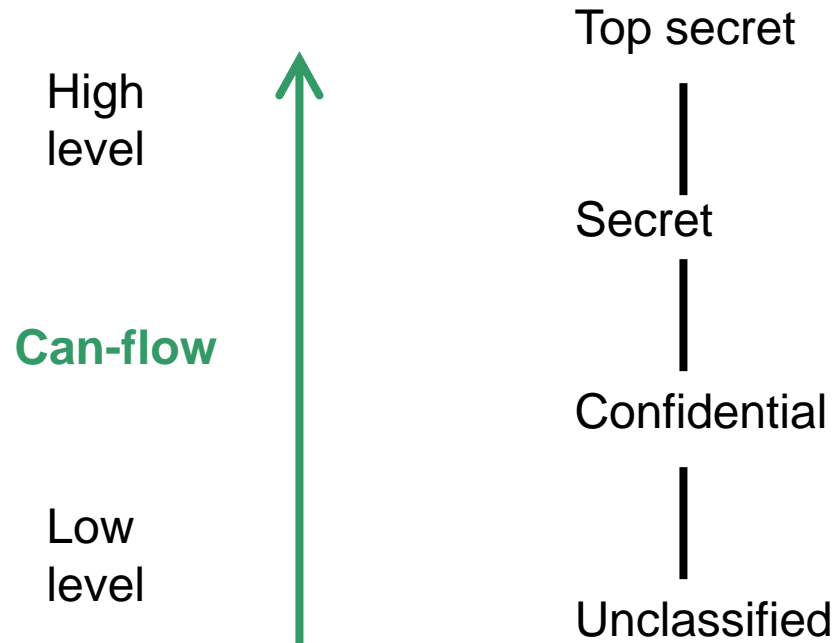 Top secret
High
level
Secret
Can-flow
Confidential
Low
level
Unclassified